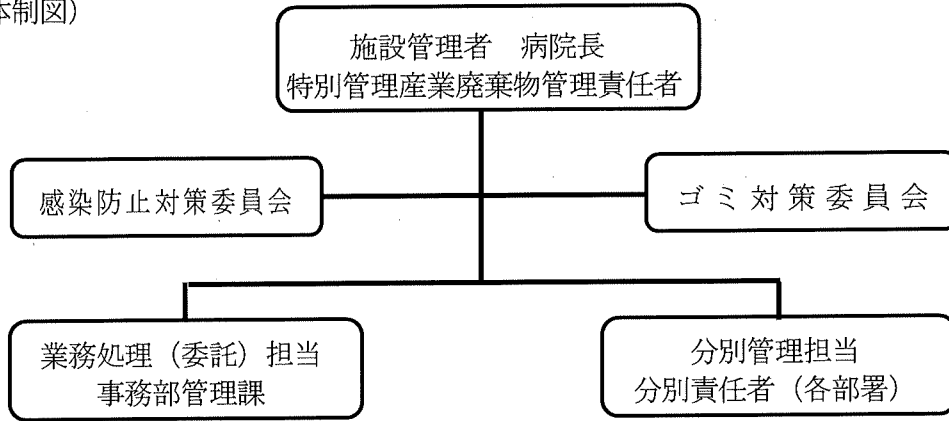 本制図)
施設管理者 病院長
特別管理産業廃棄物管理責任者
感染防止対策委員会
ゴミ対策委員会
業務処理(委託)担当
事務部管理課
分別管理担当
分別責任者(各部署)